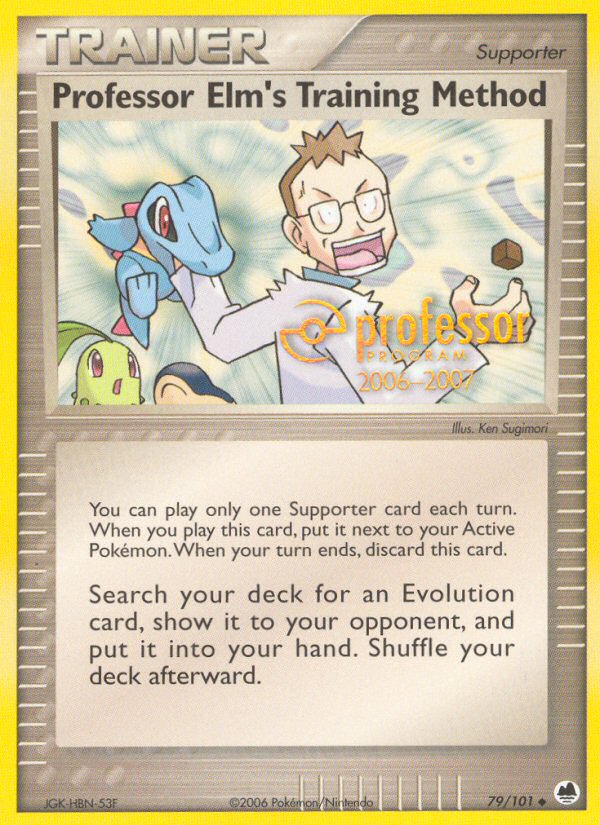 TRAINER
Supporter
Professor Elm's Training Method
professor
PROGRAM
2006–2007
Illus. Ken Sugimori
You can play only one Supporter card each turn.
When you play this card, put it next to your Active
Pokémon. When your turn ends, discard this card.
Search your deck for an Evolution
card, show it to your opponent, and
put it into your hand. Shuffle your
deck afterward.
JGK-HBN-53F
©2006 Pokémon/Nintendo
79/101